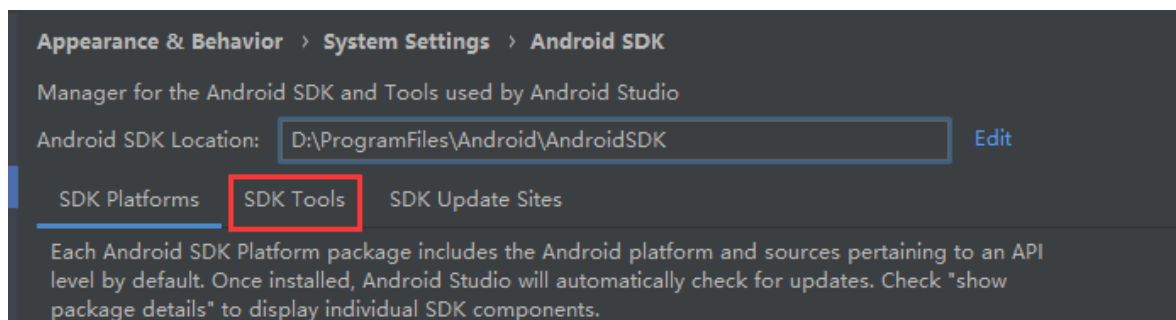 Appearance & Behavior › System Settings › Android SDK
Manager for the Android SDK and Tools used by Android Studio
Android SDK Location: D:\ProgramFiles\Android\AndroidSDK Edit
SDK Platforms SDK Tools SDK Update Sites
Each Android SDK Platform package includes the Android platform and sources pertaining to an API
level by default. Once installed, Android Studio will automatically check for updates. Check "show
package details" to display individual SDK components.